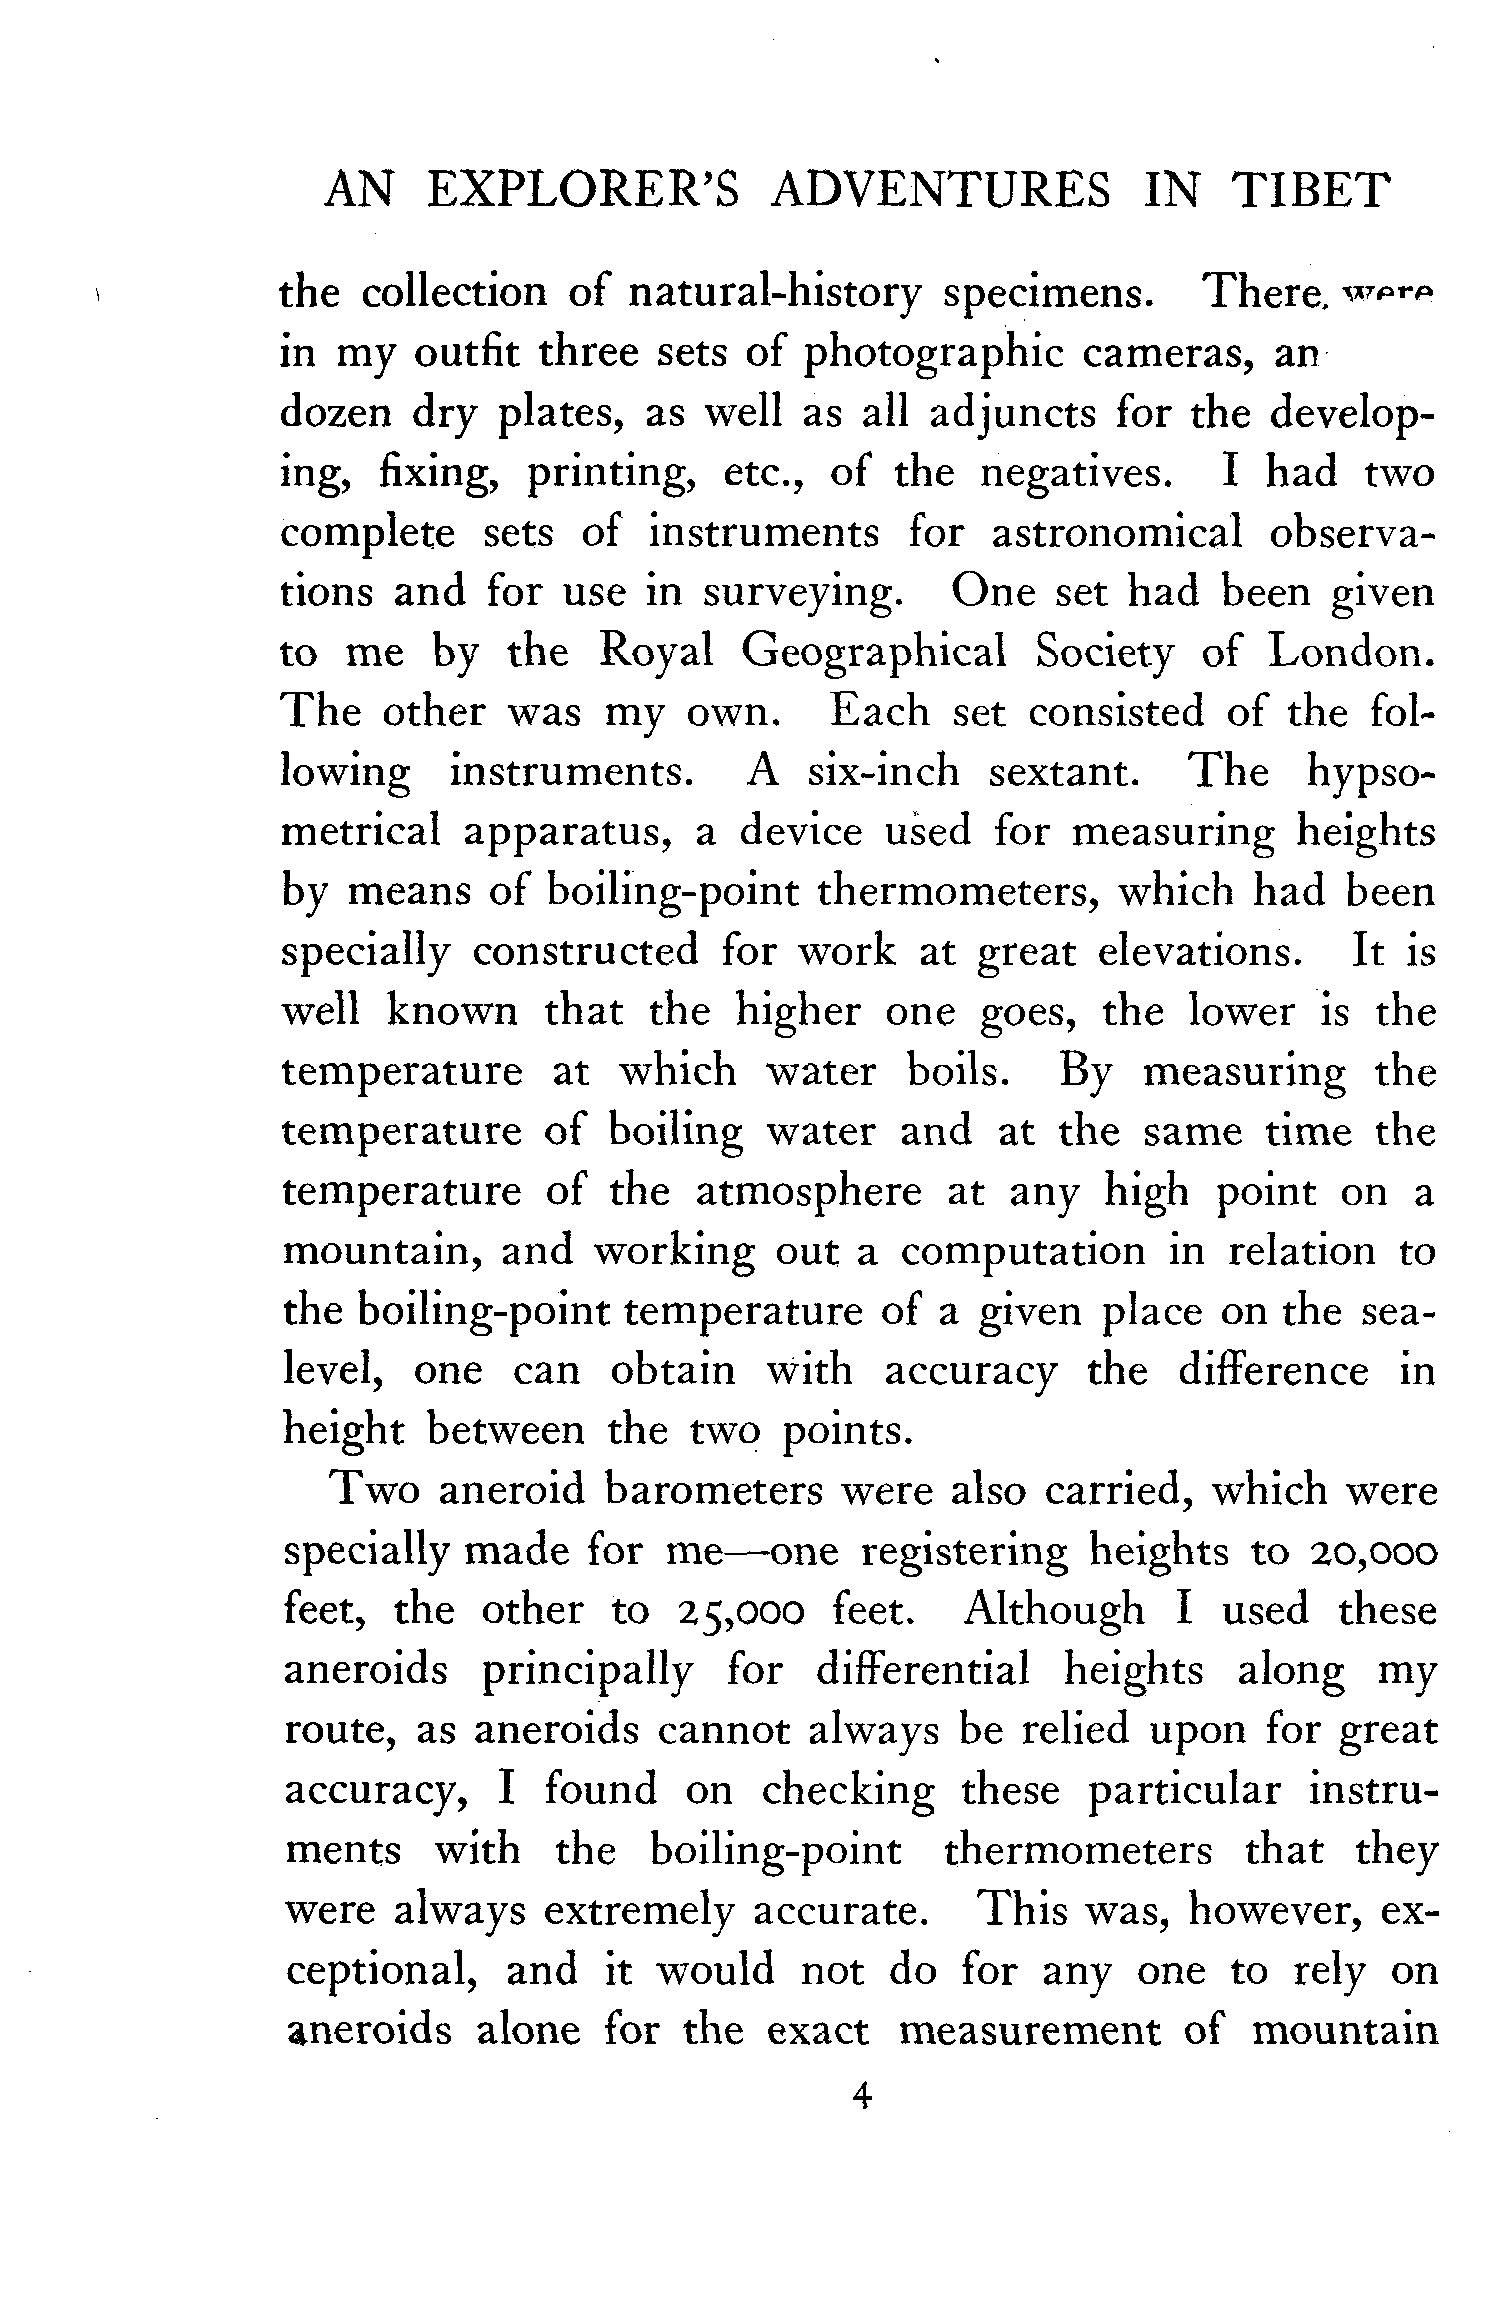 AN EXPLORER'S ADVENTURES IN TIBET
the collection of natural-history specimens. There were
in my outfit three sets of photographic cameras, an
dozen dry plates, as well as all adjuncts for the develop-
ing, fixing, printing, etc., of the negatives. I had two
complete sets of instruments for astronomical observa-
tions and for use in surveying. One set had been given
to me by the Royal Geographical Society of London.
The other was my own. Each set consisted of the fol-
lowing instruments. A six-inch sextant. The hypso-
metrical apparatus, a device used for measuring heights
by means of boiling-point thermometers, which had been
specially constructed for work at great elevations. It is
well known that the higher one goes, the lower is the
temperature at which water boils. By measuring the
temperature of boiling water and at the same time the
temperature of the atmosphere at any high point on a
mountain, and working out a computation in relation to
the boiling-point temperature of a given place on the sea-
level, one can obtain with accuracy the difference in
height between the two points.
Two aneroid barometers were also carried, which were
specially made for me—one registering heights to 20,000
feet, the other to 25,000 feet. Although I used these
aneroids principally for differential heights along my
route, as aneroids cannot always be relied upon for great
accuracy, I found on checking these particular instru-
ments with the boiling-point thermometers that they
were always extremely accurate. This was, however, ex-
ceptional, and it would not do for any one to rely on
aneroids alone for the exact measurement of mountain
4